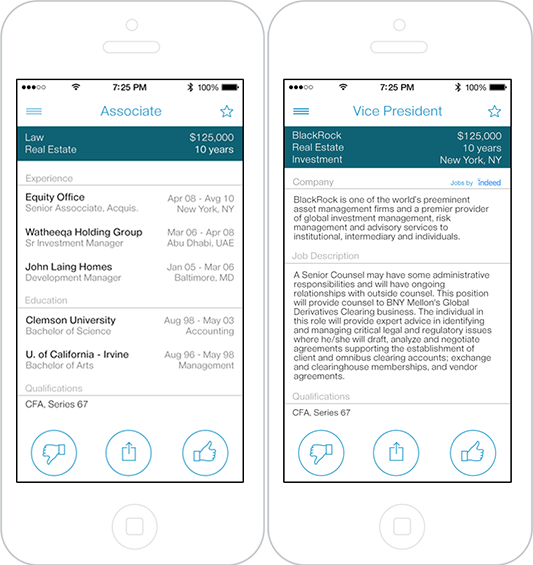 7:25 PM 100%
Associate
Law $125,000
Real Estate 10 years
Experience
Equity Office Apr 08 - Avg 10
Senior Assocciate, Acquis. New York, NY
Watheeqa Holding Group Mar 06 - Apr 08
Sr Investment Manager Abu Dhabi, UAE
John Laing Homes Jan 05 - Mar 06
Development Manager Baltimore, MD
Education
Clemson University Aug 98 - May 03
Bachelor of Science Accounting
U. of California - Irvine Aug 96 - May 98
Bachelor of Arts Management
Qualifications
CFA, Series 67
7:25 PM 100%
Vice President
BlackRock $125,000
Real Estate 10 years
Investment New York, NY
Company Jobs by indeed
BlackRock is one of the world's preeminent
asset management firms and a premier provider
of global investment management, risk
management and advisory services to
institutional, intermediary and individuals.
Job Description
A Senior Counsel may have some administrative
responsibilities and will have ongoing
relationships with outside counsel. This position
will provide counsel to BNY Mellon's Global
Derivatives Clearing business. The individual in
this role will provide expert advice in identifying
and managing critical legal and regulatory issues
where he/she will draft, analyze and negotiate
agreements supporting the establishment of
client and omnibus clearing accounts; exchange
and clearinghouse memberships, and vendor
agreements.
Qualifications
CFA, Series 67